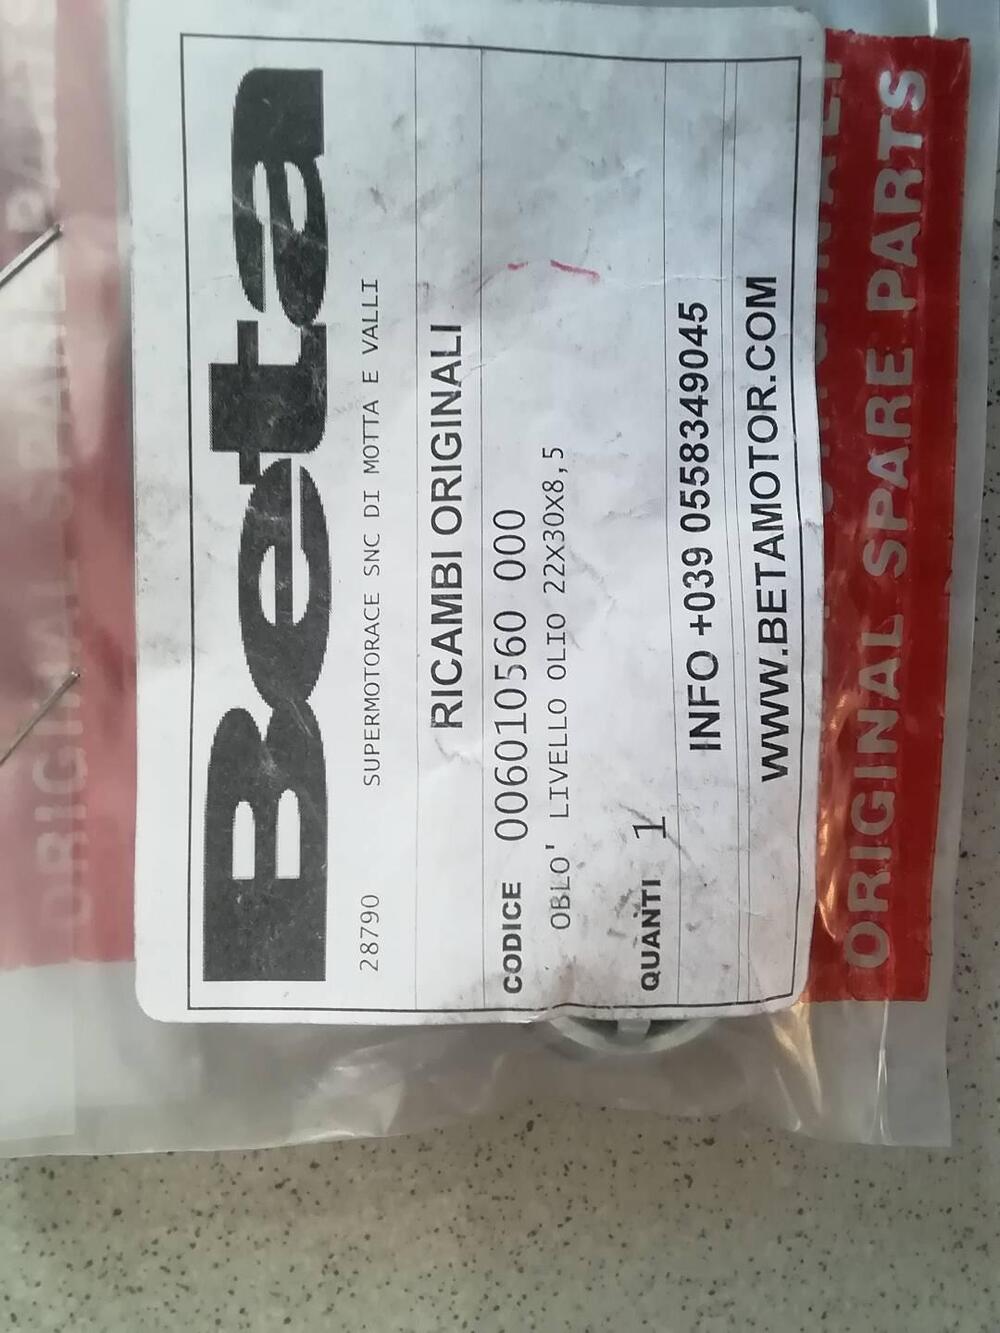 Beta
28790 SUPERMOTORACE SNC DI MOTTA E VALLI
RICAMBI ORIGINALI
CODICE 006010560 000
OBLO' LIVELLO OLIO 22X30X8,5
QUANTI 1
INFO +039 0558349045
WWW.BETAMOTOR.COM
ORIGINAL SPARE PARTS